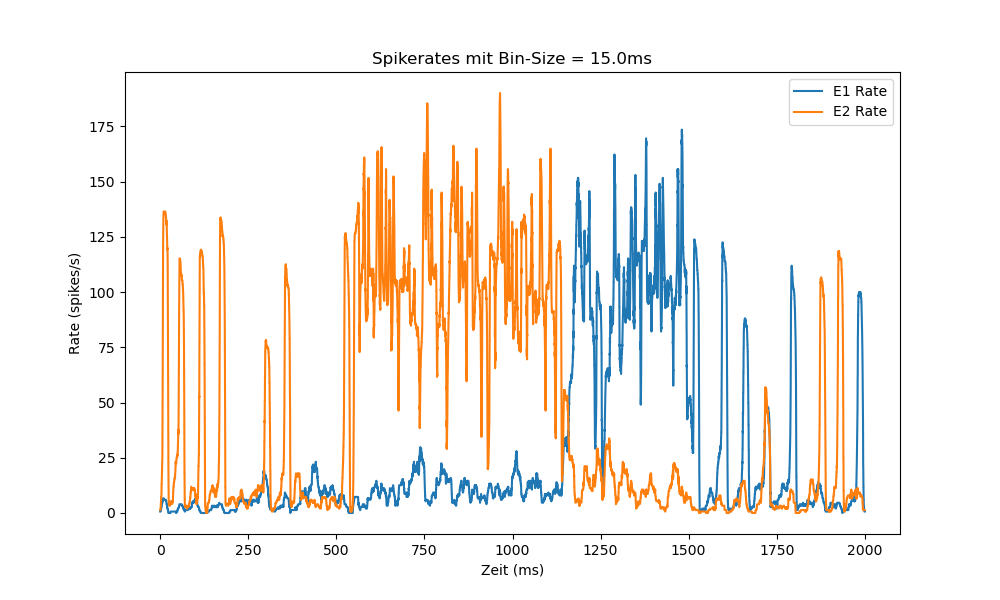 Spikerates mit Bin-Size = 15.0ms
E1 Rate
E2 Rate
Rate (spikes/s)
175
150
125
100
75
50
25
0
0 250 500 750 1000 1250 1500 1750 2000
Zeit (ms)